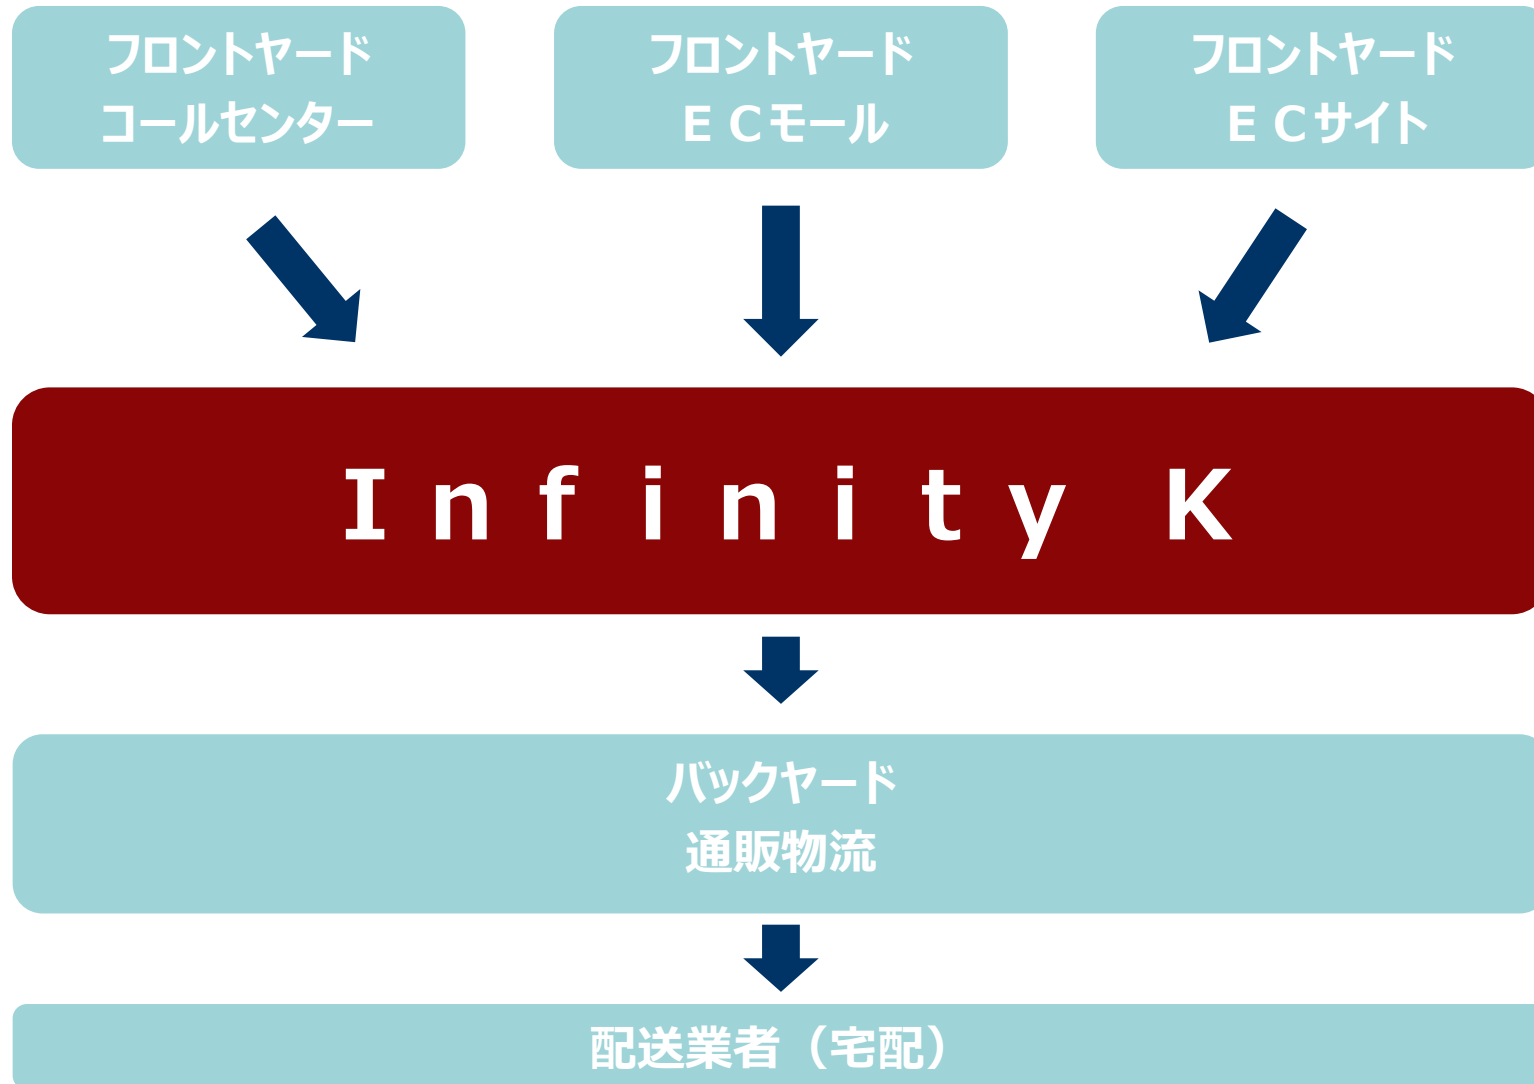 フロントヤード
コールセンター
フロントヤード
ＥＣモール
フロントヤード
ＥＣサイト
Ｉｎｆｉｎｉｔｙ　Ｋ
バックヤード
通販物流
配送業者（宅配）